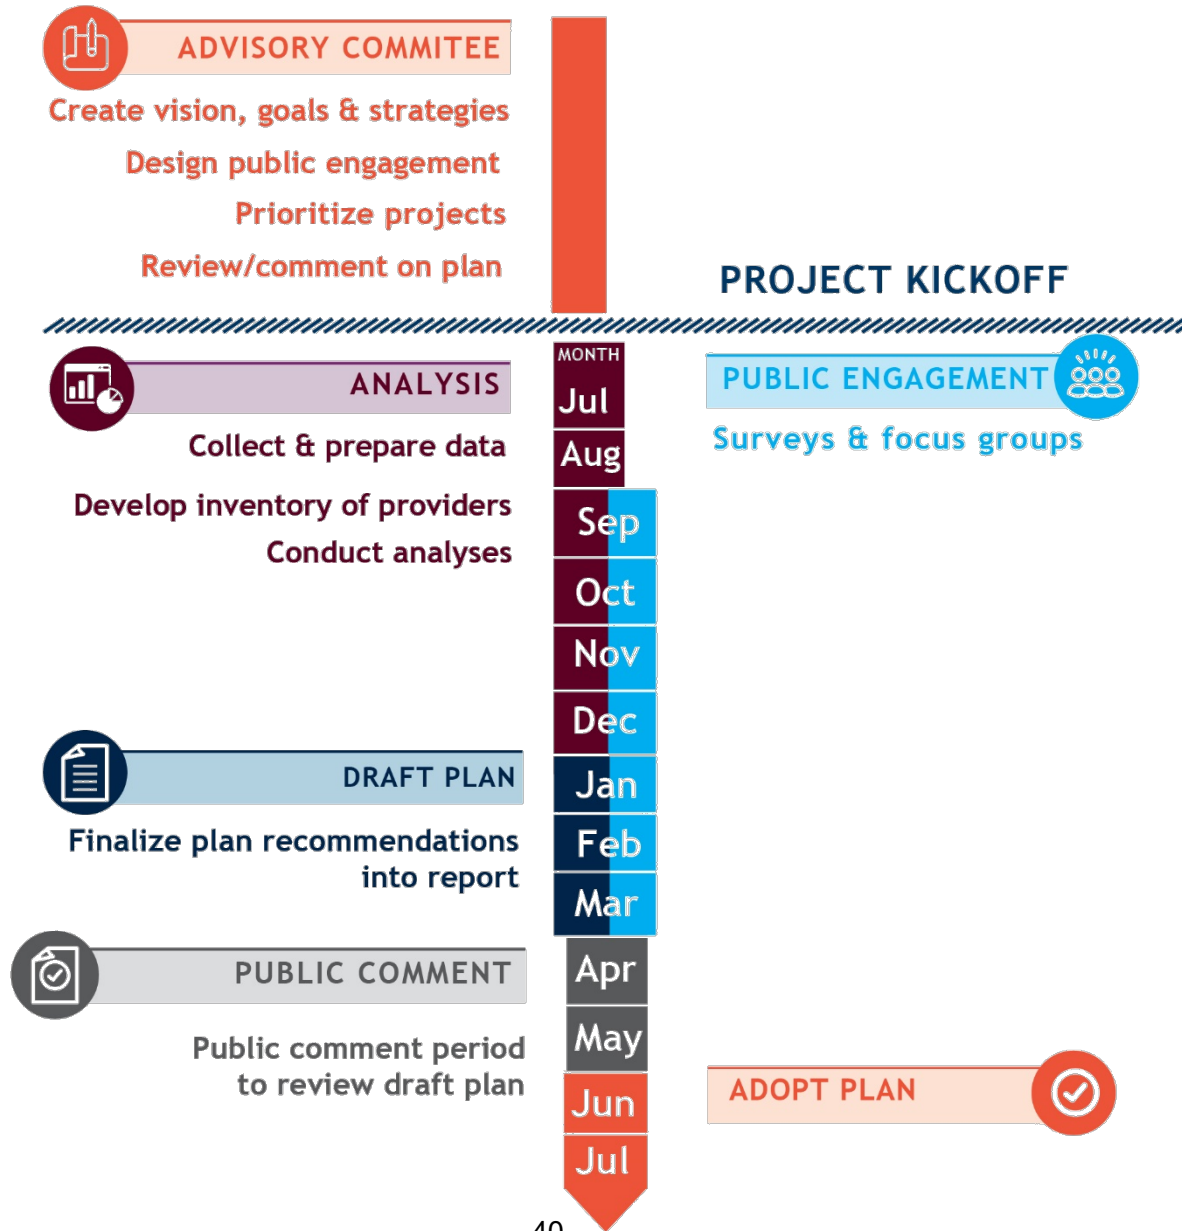 ADVISORY COMMITEE
Create vision, goals & strategies
Design public engagement
Prioritize projects
Review/comment on plan
PROJECT KICKOFF
MONTH
Jul
Aug
Sep
Oct
Nov
Dec
Jan
Feb
Mar
Apr
May
Jun
Jul
ANALYSIS
Collect & prepare data
Develop inventory of providers
Conduct analyses
PUBLIC ENGAGEMENT
Surveys & focus groups
DRAFT PLAN
Finalize plan recommendations
into report
PUBLIC COMMENT
Public comment period
to review draft plan
ADOPT PLAN
40